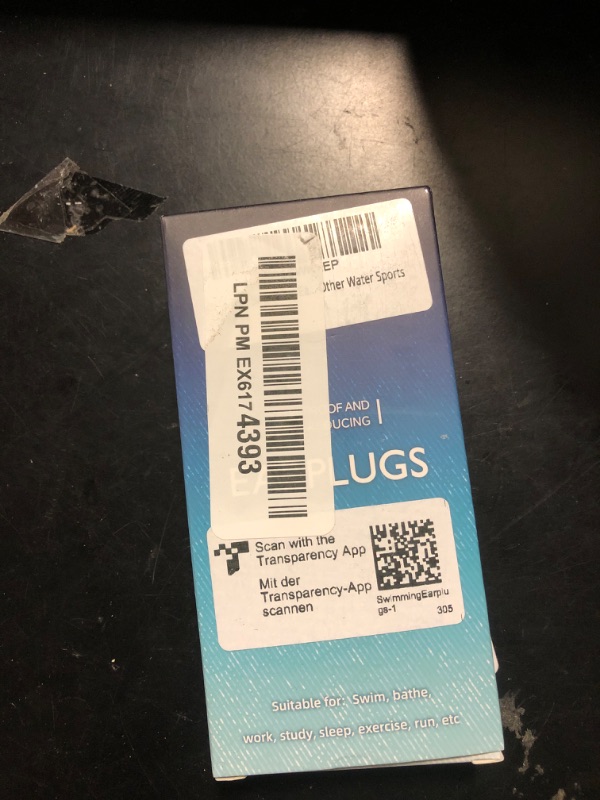 EP
Other Water Sports
LPN PM EX6174393
OF AND
UCING
PLUGS
Scan with the
Transparency App
Mit der
Transparency-App
scannen
SwimmingEarplu
gs-1 305
Suitable for: Swim, bathe,
work, study, sleep, exercise, run, etc